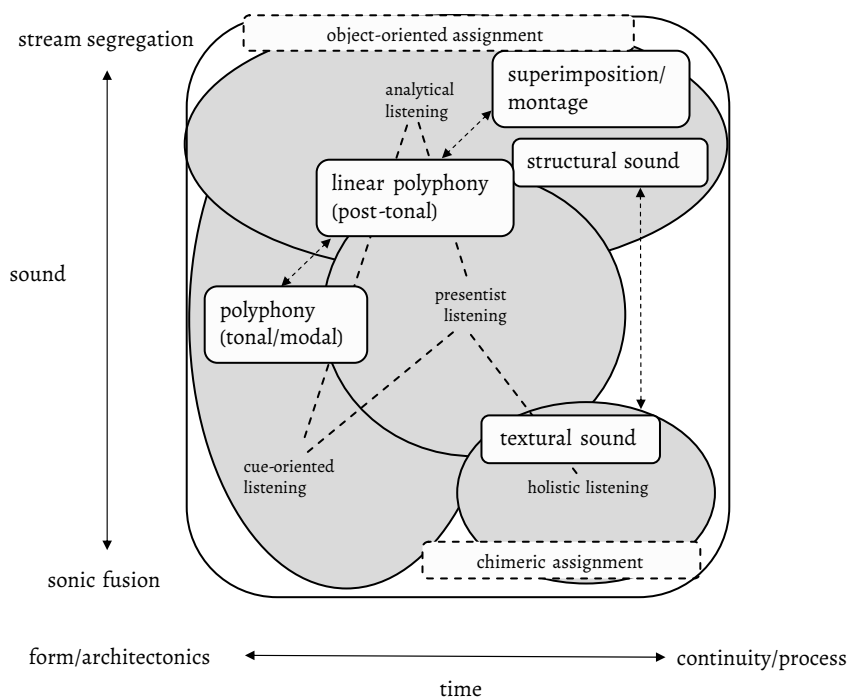 stream segregation
object-oriented assignment
superimposition/
montage
analytical
listening
structural sound
linear polyphony
(post-tonal)
sound
presentist
listening
polyphony
(tonal/modal)
textural sound
cue-oriented
listening
holistic listening
chimeric assignment
sonic fusion
form/architectonics
continuity/process
time